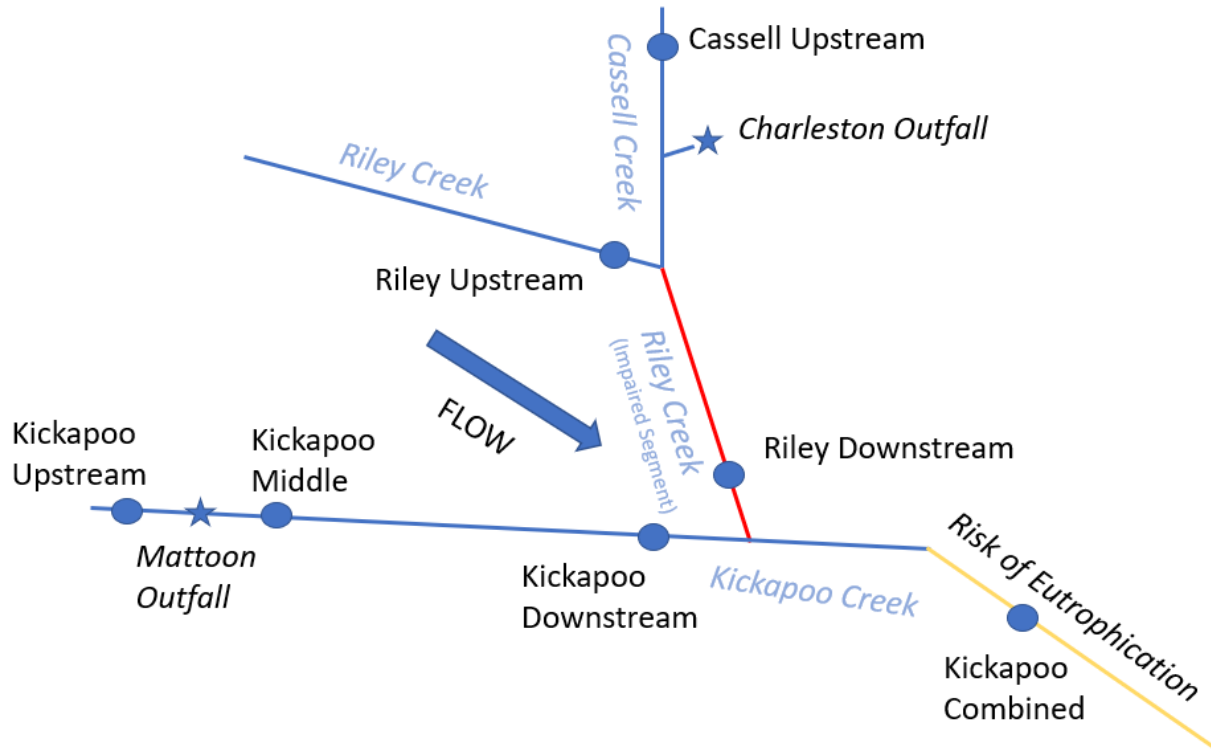 Cassell Upstream
Cassell Creek
Charleston Outfall
Riley Creek
Riley Upstream
Riley Creek
(Impaired Segment)
FLOW
Kickapoo
Upstream
Kickapoo
Middle
Riley Downstream
Mattoon
Outfall
Kickapoo
Downstream
Kickapoo Creek
Risk of Eutrophication
Kickapoo
Combined